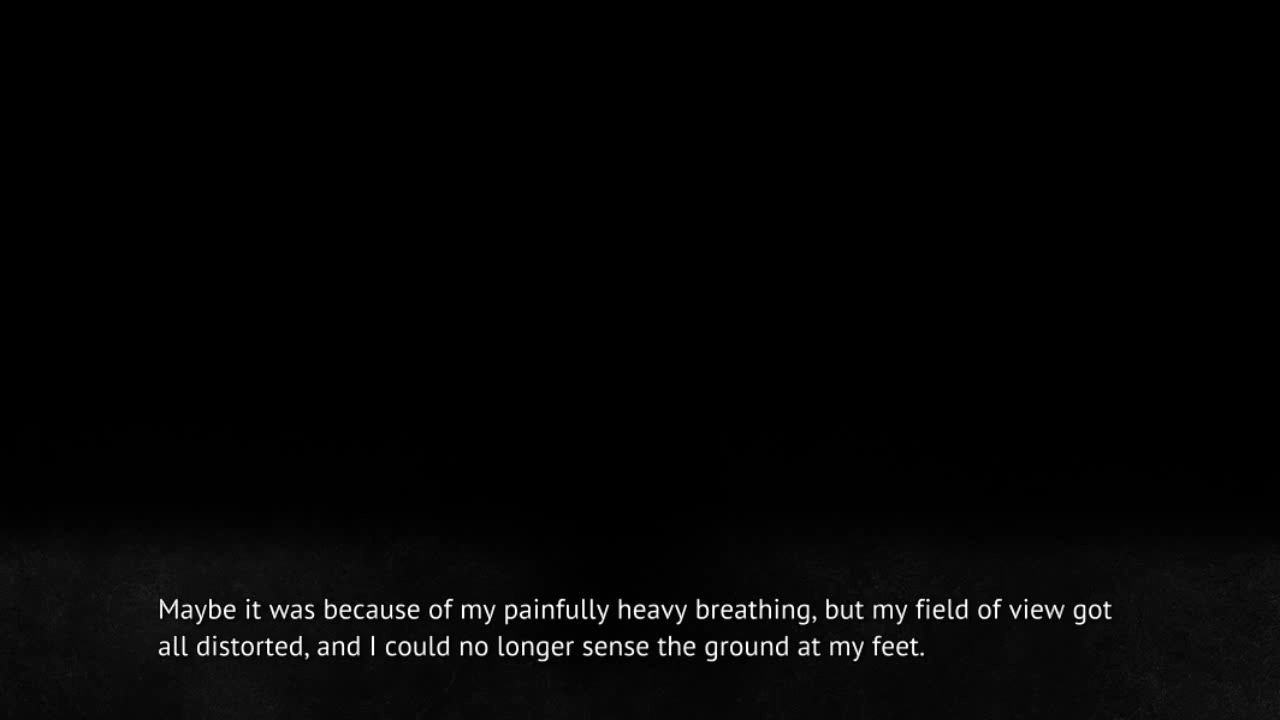 Maybe it was because of my painfully heavy breathing, but my field of view got
all distorted, and I could no longer sense the ground at my feet.